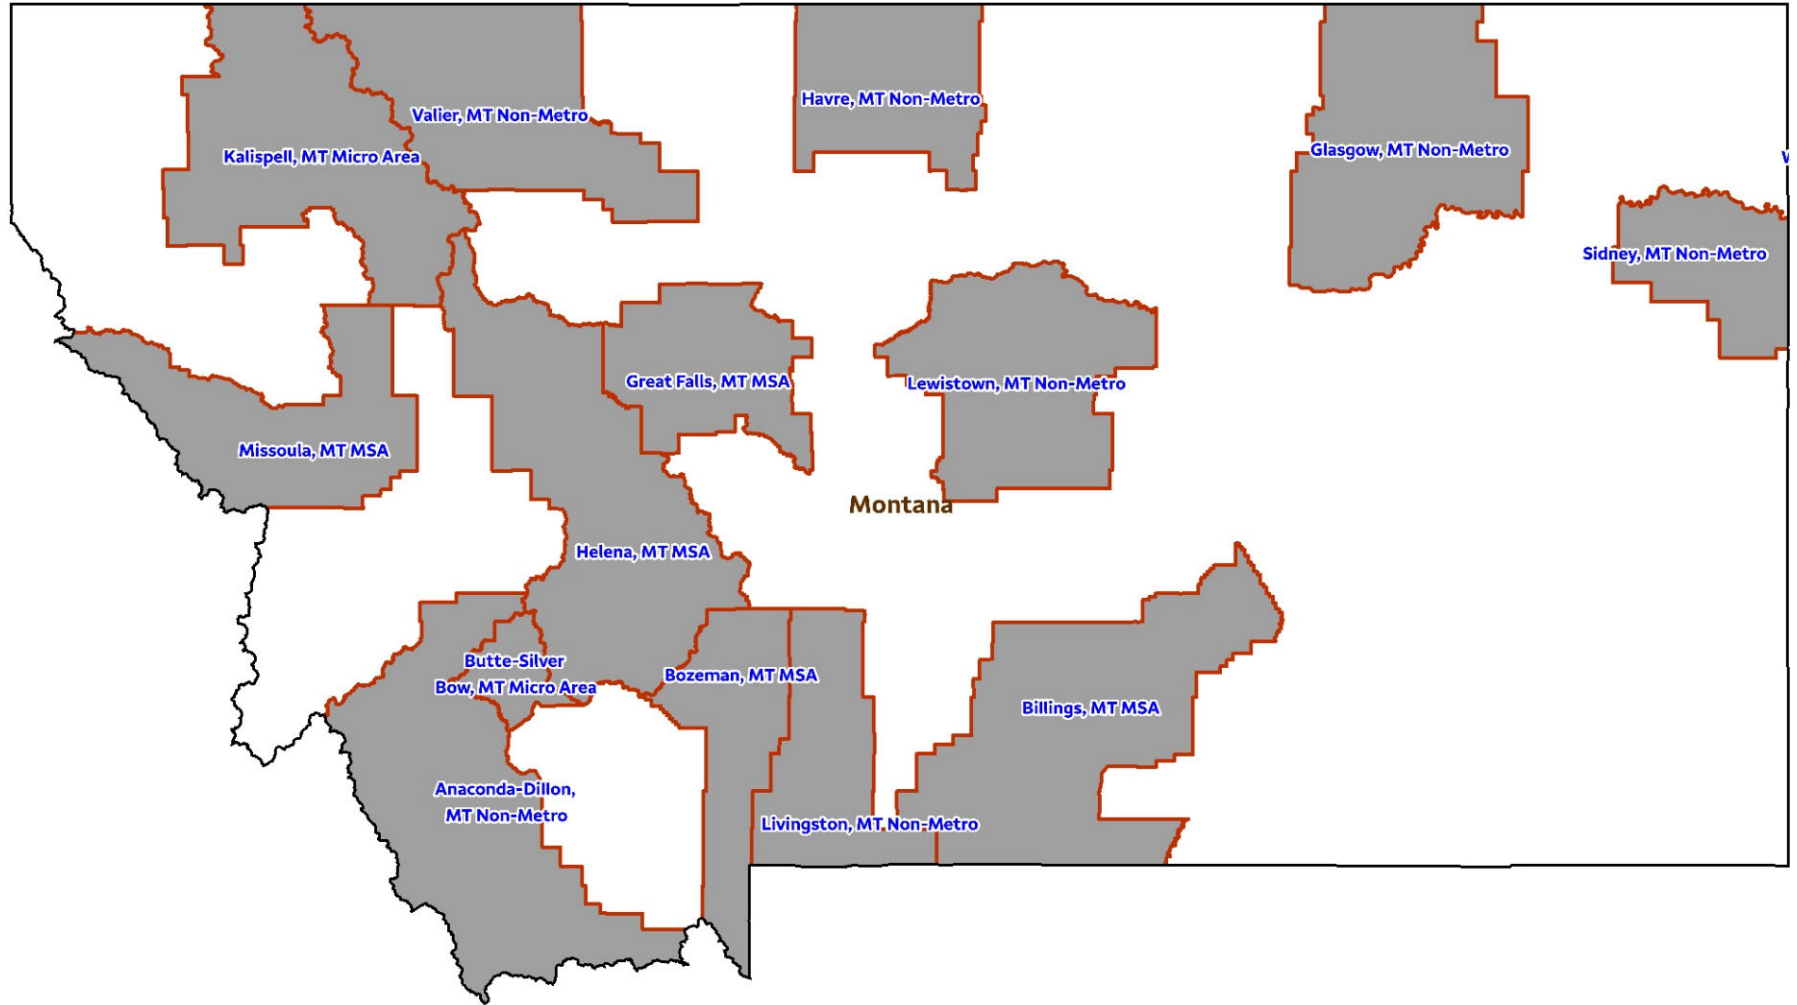 Havre, MT Non-Metro
Valier, MT Non-Metro
Glasgow, MT Non-Metro
Kalispell, MT Micro Area
Sidney, MT Non-Metro
Great Falls, MT MSA
Lewistown, MT Non-Metro
Missoula, MT MSA
Montana
Helena, MT MSA
Butte-Silver
Bow, MT Micro Area
Bozeman, MT MSA
Billings, MT MSA
Anaconda-Dillon,
MT Non-Metro
Livingston, MT Non-Metro